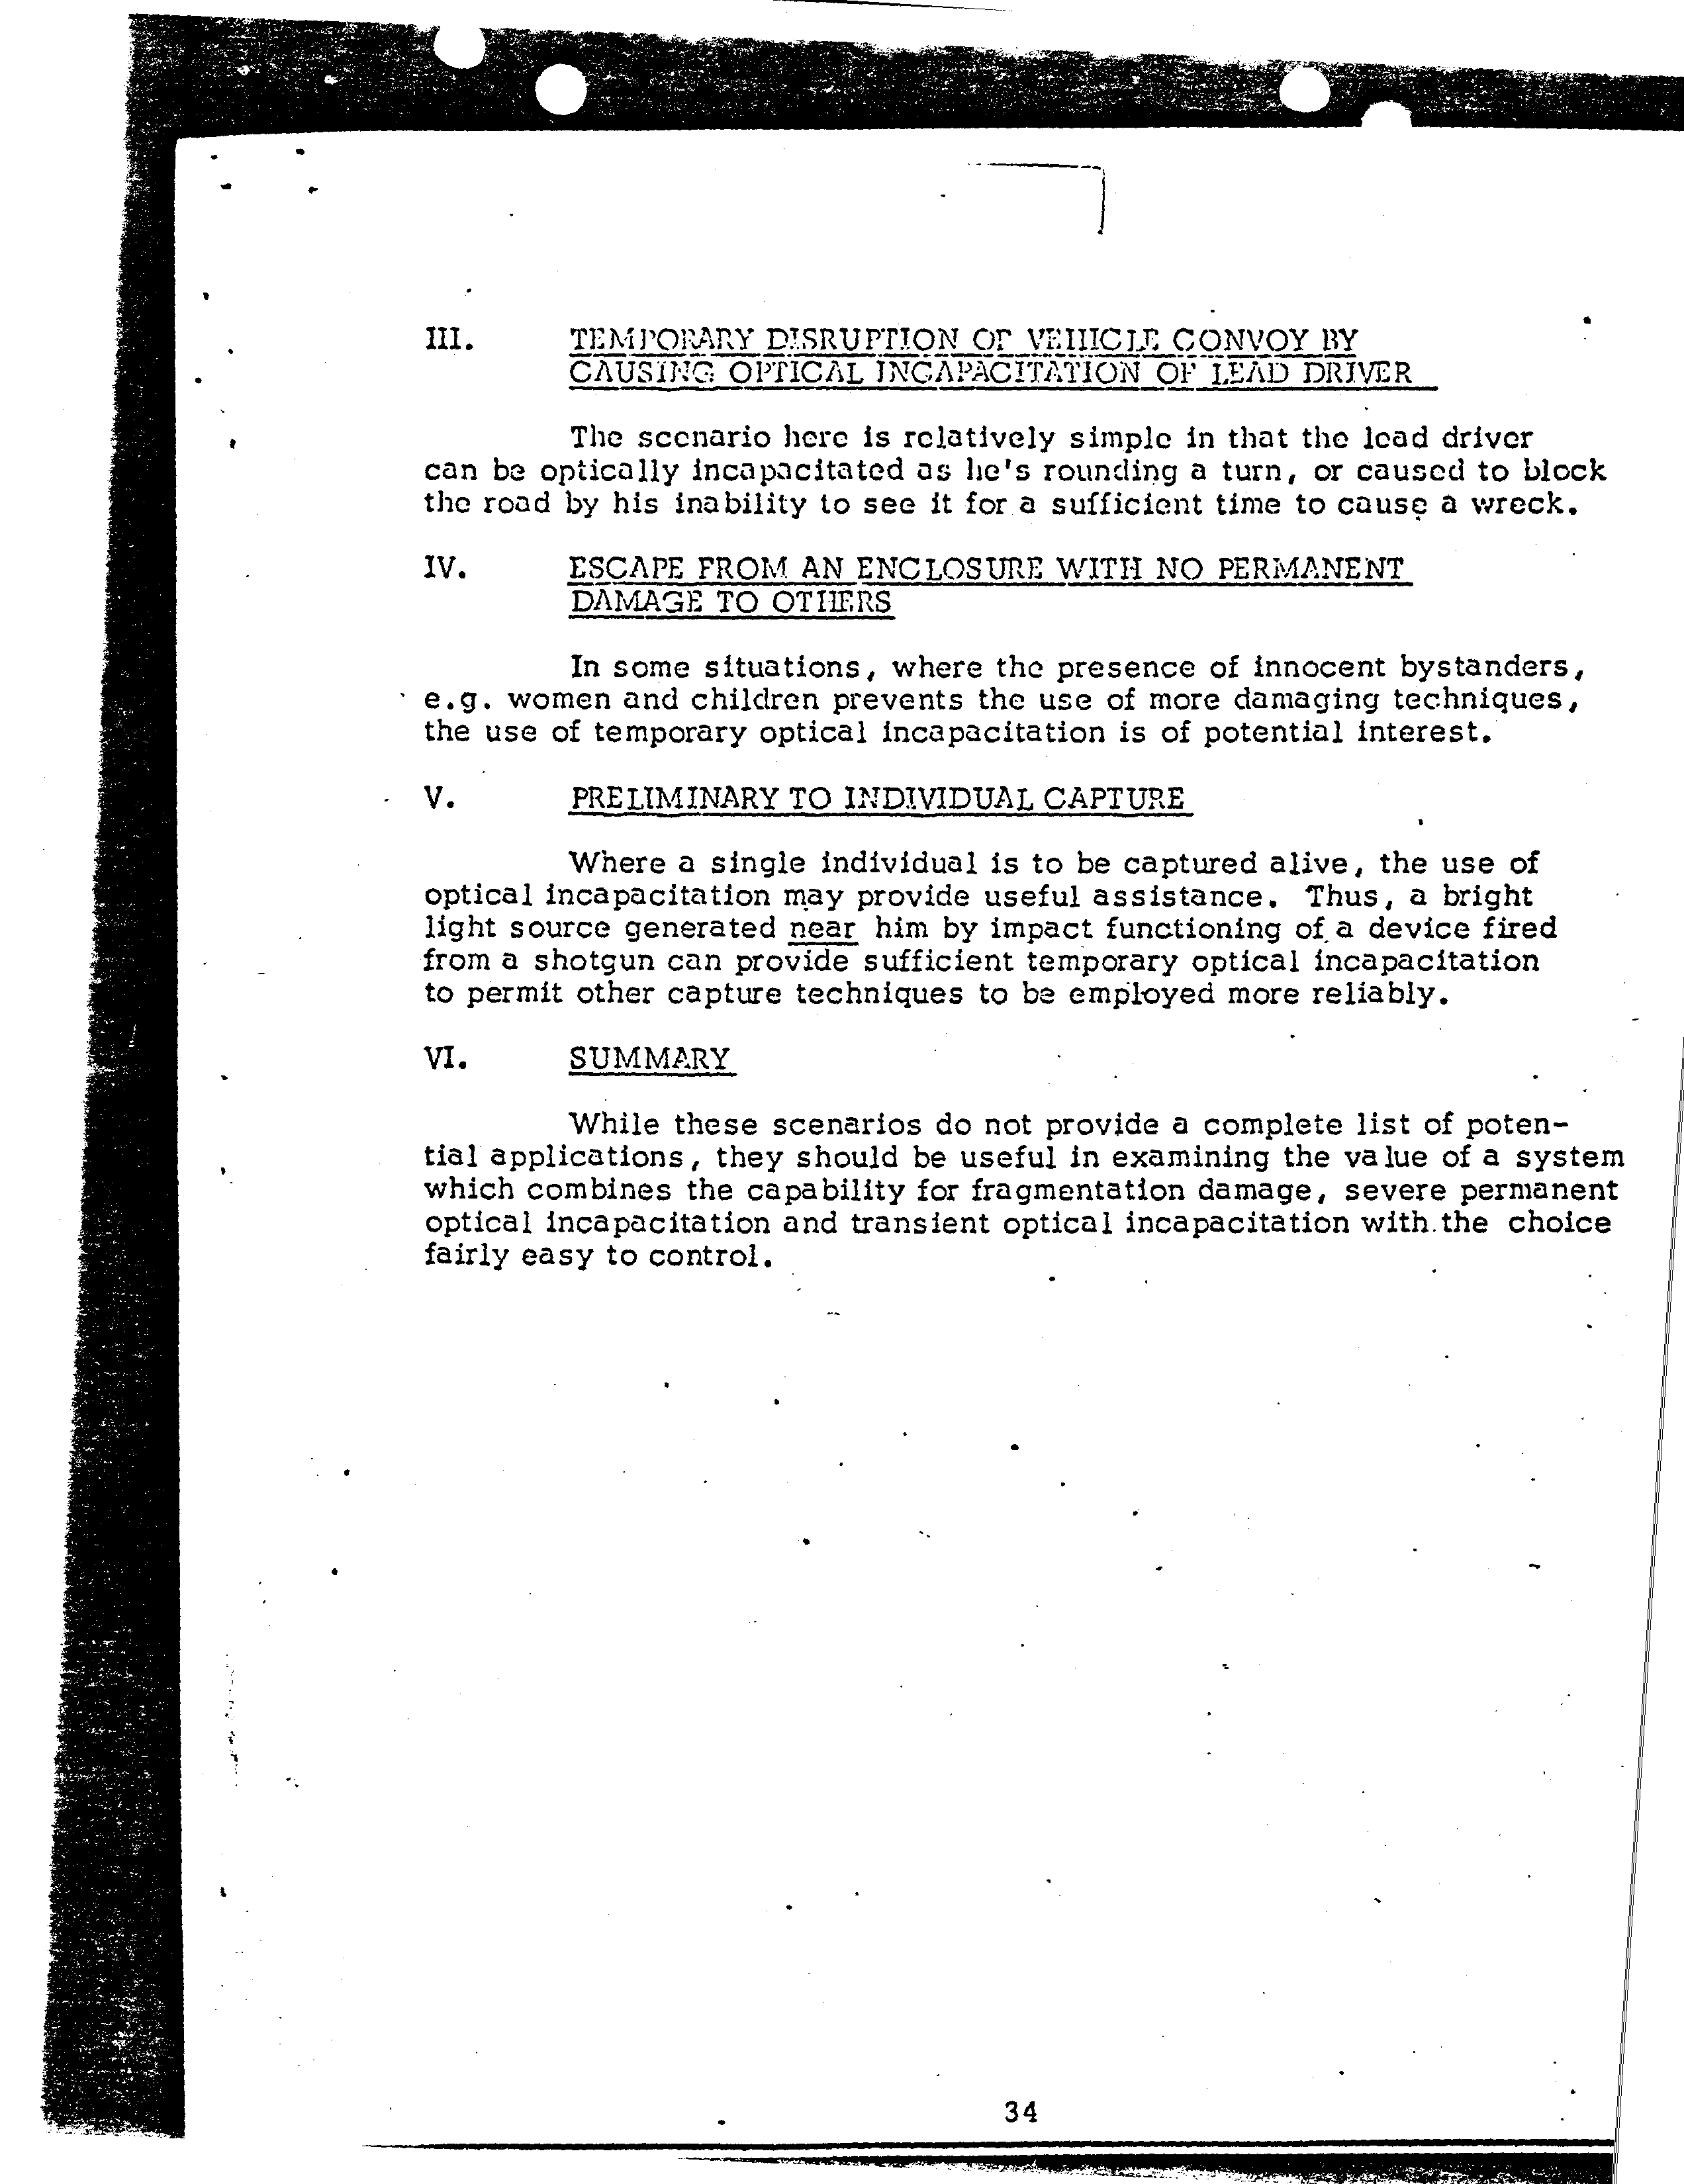 III. TEMPORARY DISRUPTION OF VEHICLE CONVOY BY
CAUSING OPTICAL INCAPACITATION OF LEAD DRIVER
The scenario here is relatively simple in that the lead driver
can be optically incapacitated as he's rounding a turn, or caused to block
the road by his inability to see it for a sufficient time to cause a wreck.
IV. ESCAPE FROM AN ENCLOSURE WITH NO PERMANENT
DAMAGE TO OTHERS
In some situations, where the presence of innocent bystanders,
e.g. women and children prevents the use of more damaging techniques,
the use of temporary optical incapacitation is of potential interest.
V. PRELIMINARY TO INDIVIDUAL CAPTURE
Where a single individual is to be captured alive, the use of
optical incapacitation may provide useful assistance. Thus, a bright
light source generated near him by impact functioning of a device fired
from a shotgun can provide sufficient temporary optical incapacitation
to permit other capture techniques to be employed more reliably.
VI. SUMMARY
While these scenarios do not provide a complete list of poten-
tial applications, they should be useful in examining the value of a system
which combines the capability for fragmentation damage, severe permanent
optical incapacitation and transient optical incapacitation with the choice
fairly easy to control.
34